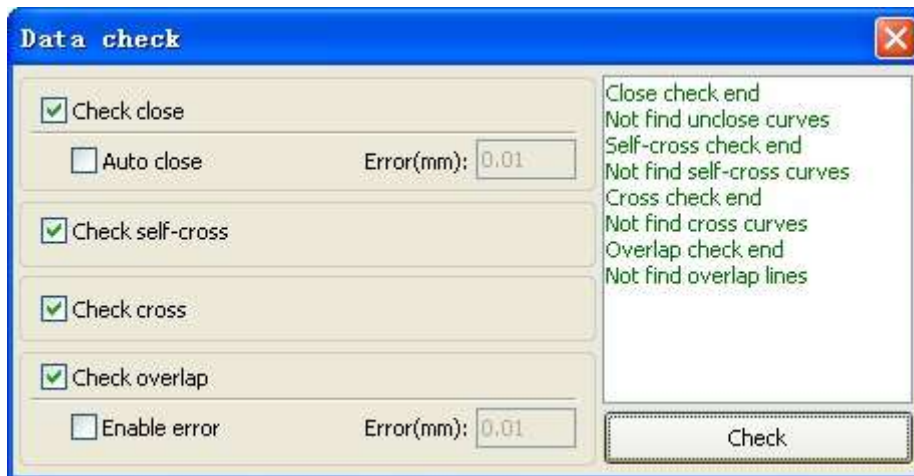 Data check
Check close
Auto close Error(mm): 0.01
Check self-cross
Check cross
Check overlap
Enable error Error(mm): 0.01
Close check end
Not find unclose curves
Self-cross check end
Not find self-cross curves
Cross check end
Not find cross curves
Overlap check end
Not find overlap lines
Check